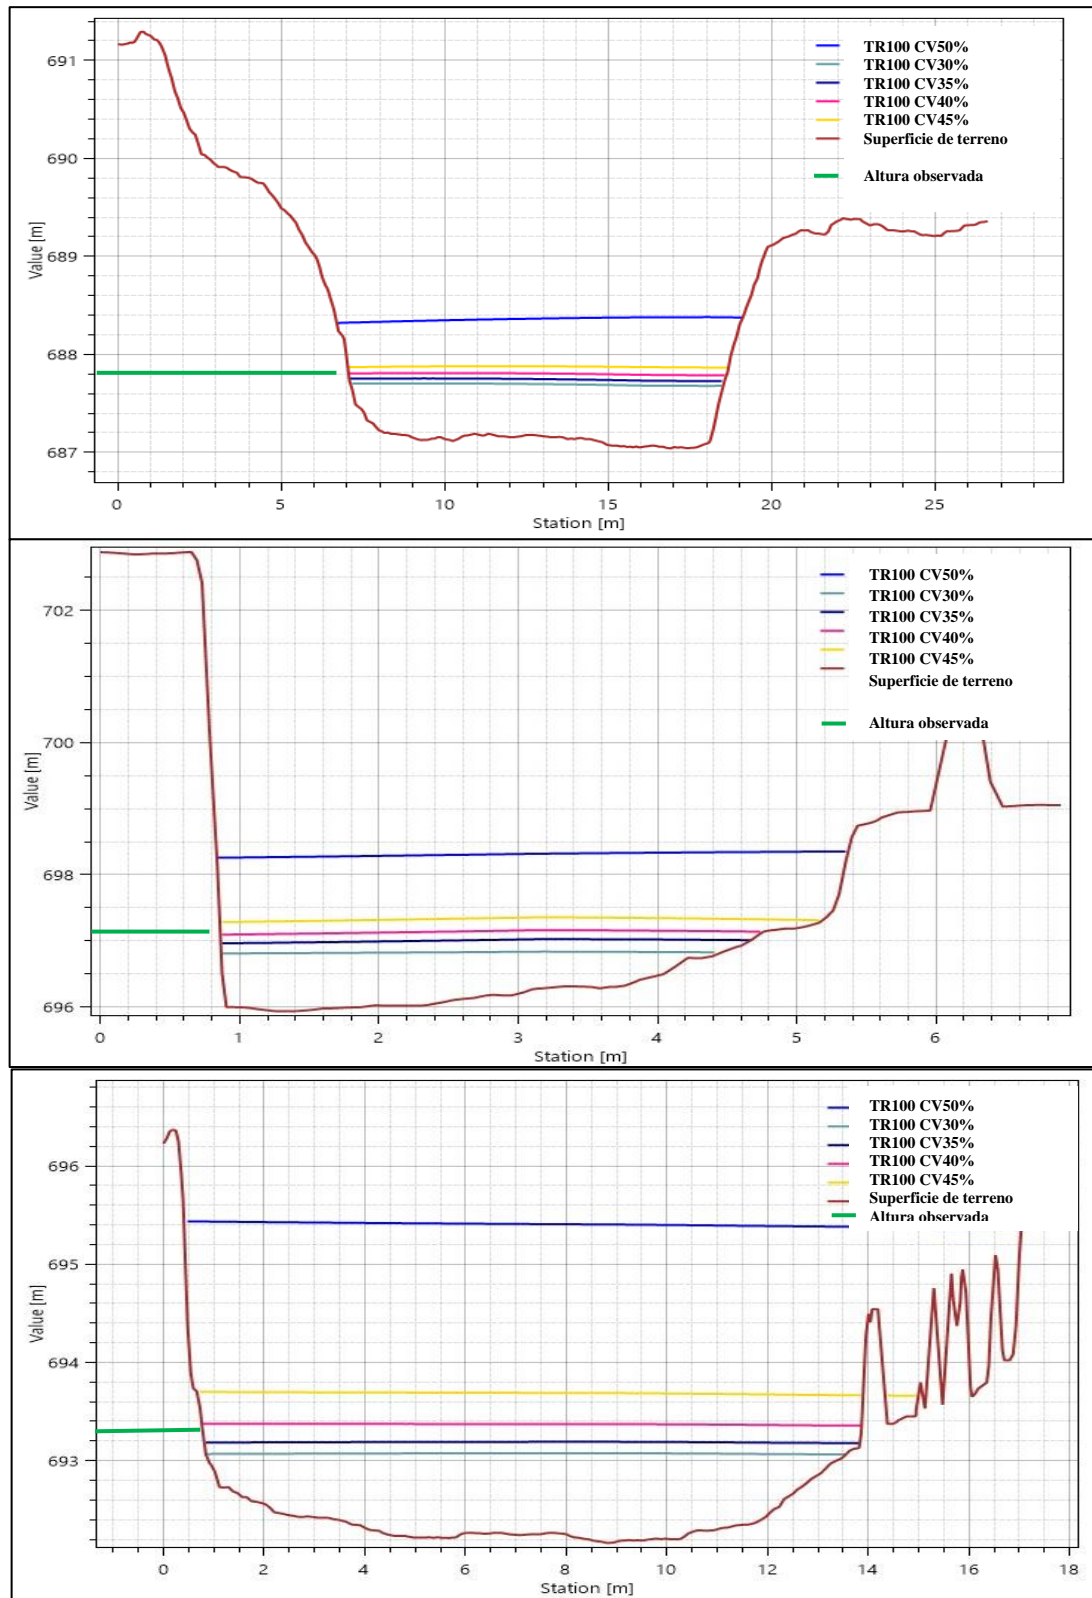 TR100 CV50%
TR100 CV30%
TR100 CV35%
TR100 CV40%
TR100 CV45%
Superficie de terreno
Altura observada
691
690
689
688
687
Value [m]
0 5 10 15 20 25
Station [m]
TR100 CV50%
TR100 CV30%
TR100 CV35%
TR100 CV40%
TR100 CV45%
Superficie de terreno
Altura observada
702
700
698
696
Value [m]
0 1 2 3 4 5 6
Station [m]
TR100 CV50%
TR100 CV30%
TR100 CV35%
TR100 CV40%
TR100 CV45%
Superficie de terreno
Altura observada
696
695
694
693
Value [m]
0 2 4 6 8 10 12 14 16 18
Station [m]